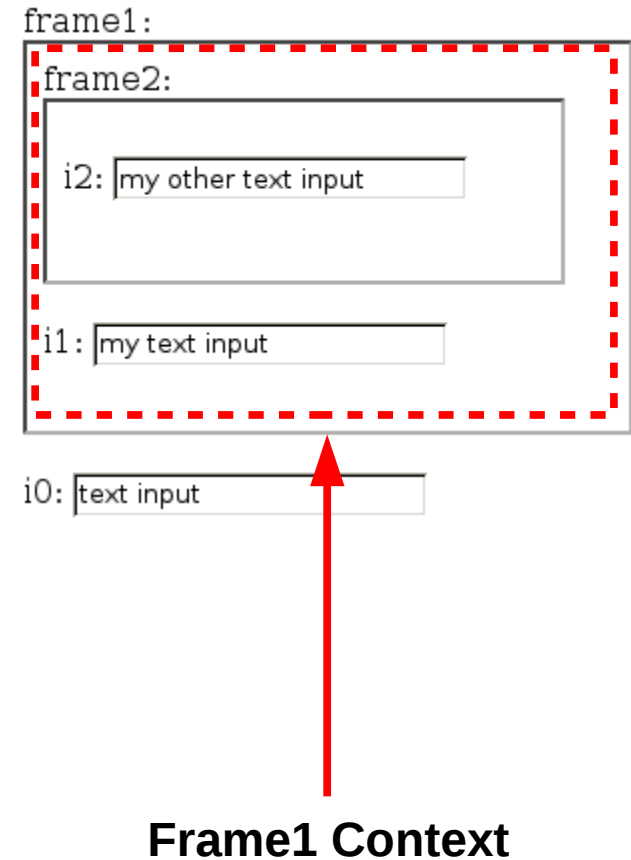 frame1:
frame2:
i2: my other text input
i1: my text input
i0: text input
Frame1 Context